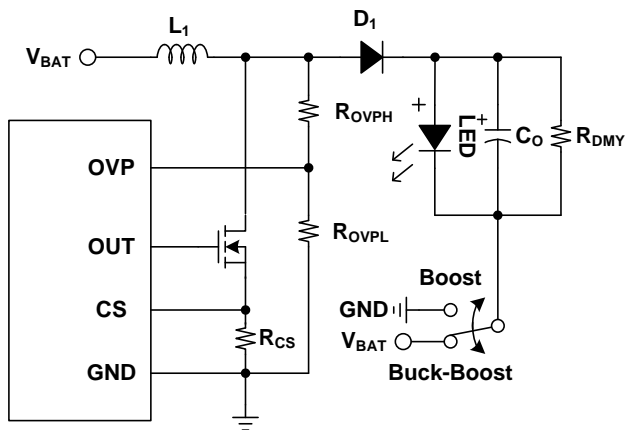 L1
D1
VBAT
ROVPH
+
LED
+
CO
RDMY
OVP
ROVPL
OUT
CS
RCS
GND
Boost
GND
VBAT
Buck-Boost